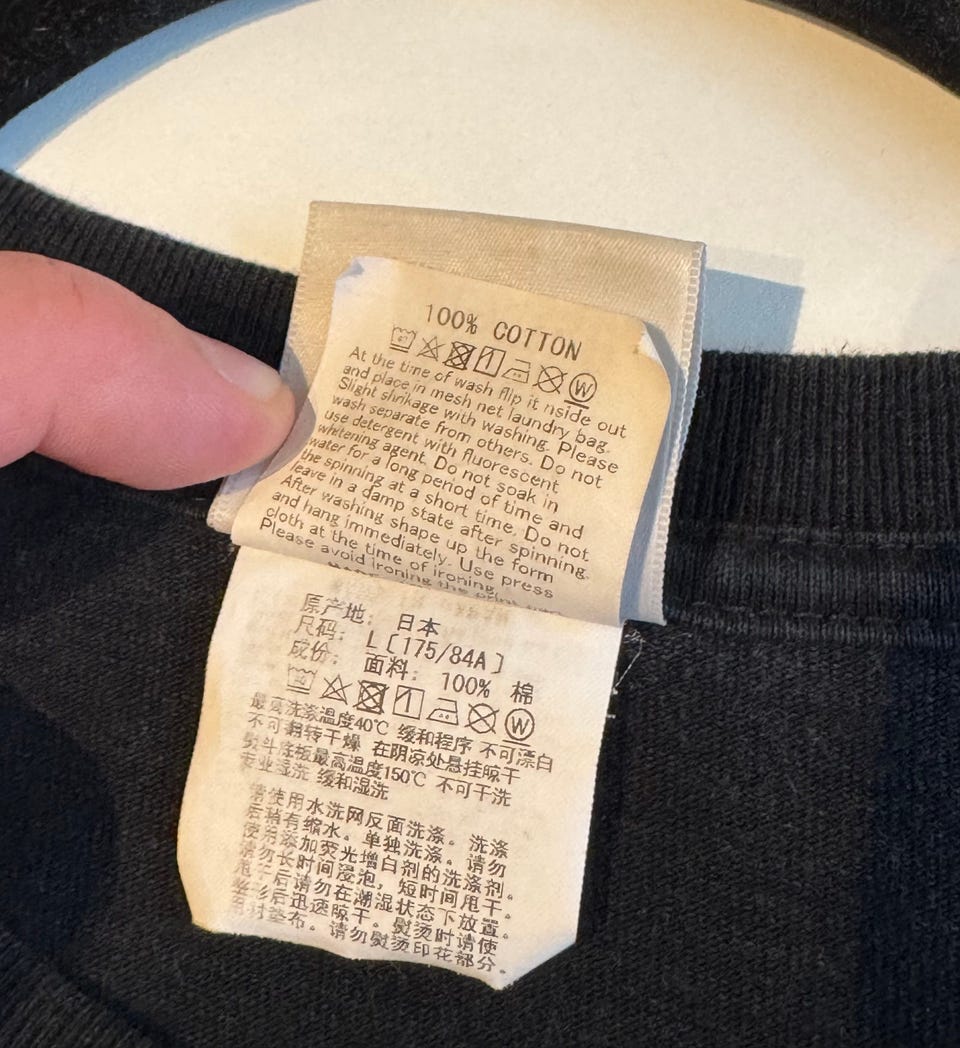 100% COTTON
At the time of wash flip it nside out
and place in mesh net laundry bag.
Slight shrikage with washing. Please
wash separate from others. Do not
use detergent with fluorescent
whitening agent. Do not soak in
water for a long period of time and
the spinning at a short time. Do not
leave in a damp state after spinning.
After washing shape up the form
and hang immediately. Use press
cloth at the time of ironing.
Please avoid ironing the print
原产地: 日本
尺码: L〔175/84A〕
成份: 面料: 100% 棉
最高洗涤温度40℃ 缓和程序 不可漂白
不可翻转干燥 在阴凉处悬挂晾干
熨斗底板最高温度150℃ 不可干洗
专业湿洗 缓和湿洗
请使用水洗网反面洗涤。洗涤
后稍有缩水。单独洗涤。请勿
使用添加荧光增白剂的洗涤剂。
请勿长时间浸泡,短时间甩干。
甩干后请勿在潮湿状态下放置。
整形后迅速晾干。熨烫时请使
用衬垫布。请勿熨烫印花部分。